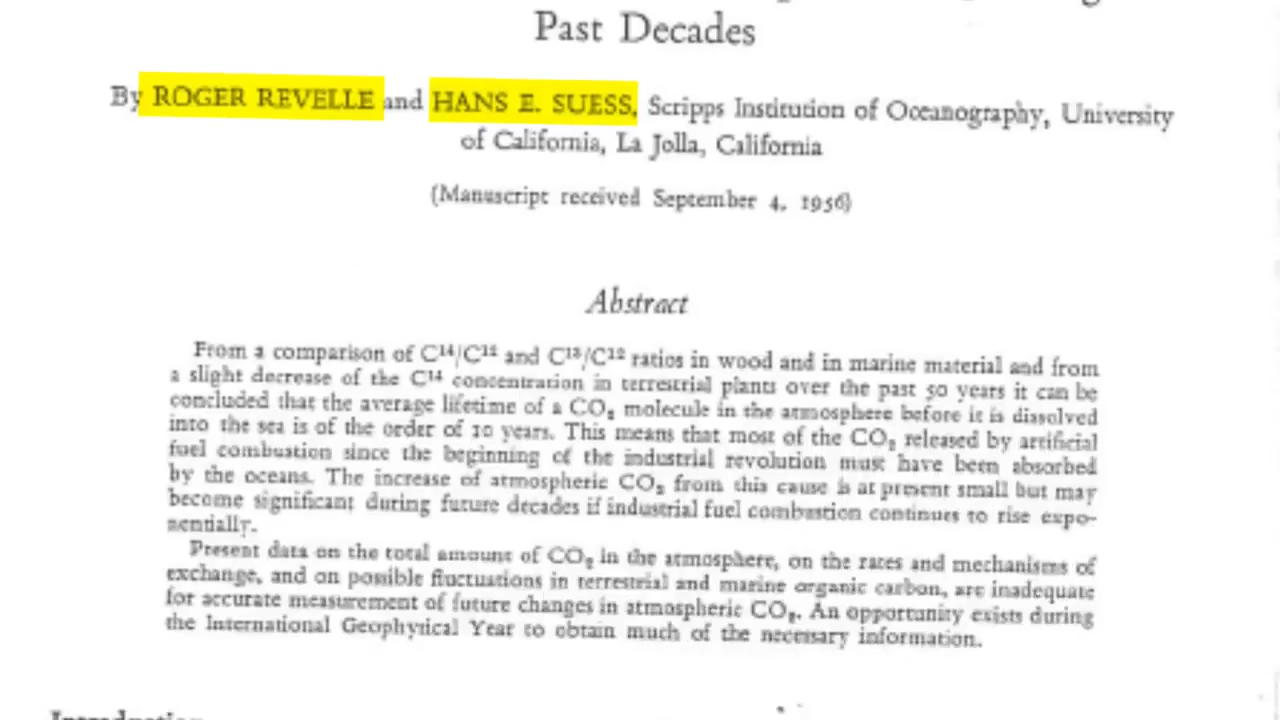 Past Decades
By ROGER REVELLE and HANS E. SUESS, Scripps Institution of Oceanography, University
of California, La Jolla, California
(Manuscript received September 4, 1956)
Abstract
From a comparison of C¹⁴/C¹² and C¹³/C¹² ratios in wood and in marine material and from
a slight decrease of the C¹⁴ concentration in terrestrial plants over the past 50 years it can be
concluded that the average lifetime of a CO₂ molecule in the atmosphere before it is dissolved
into the sea is of the order of 10 years. This means that most of the CO₂ released by artificial
fuel combustion since the beginning of the industrial revolution must have been absorbed
by the oceans. The increase of atmospheric CO₂ from this cause is at present small but may
become significant during future decades if industrial fuel combustion continues to rise expo-
nentially.
Present data on the total amount of CO₂ in the atmosphere, on the rates and mechanisms of
exchange, and on possible fluctuations in terrestrial and marine organic carbon, are inadequate
for accurate measurement of future changes in atmospheric CO₂. An opportunity exists during
the International Geophysical Year to obtain much of the necessary information.
Introduction